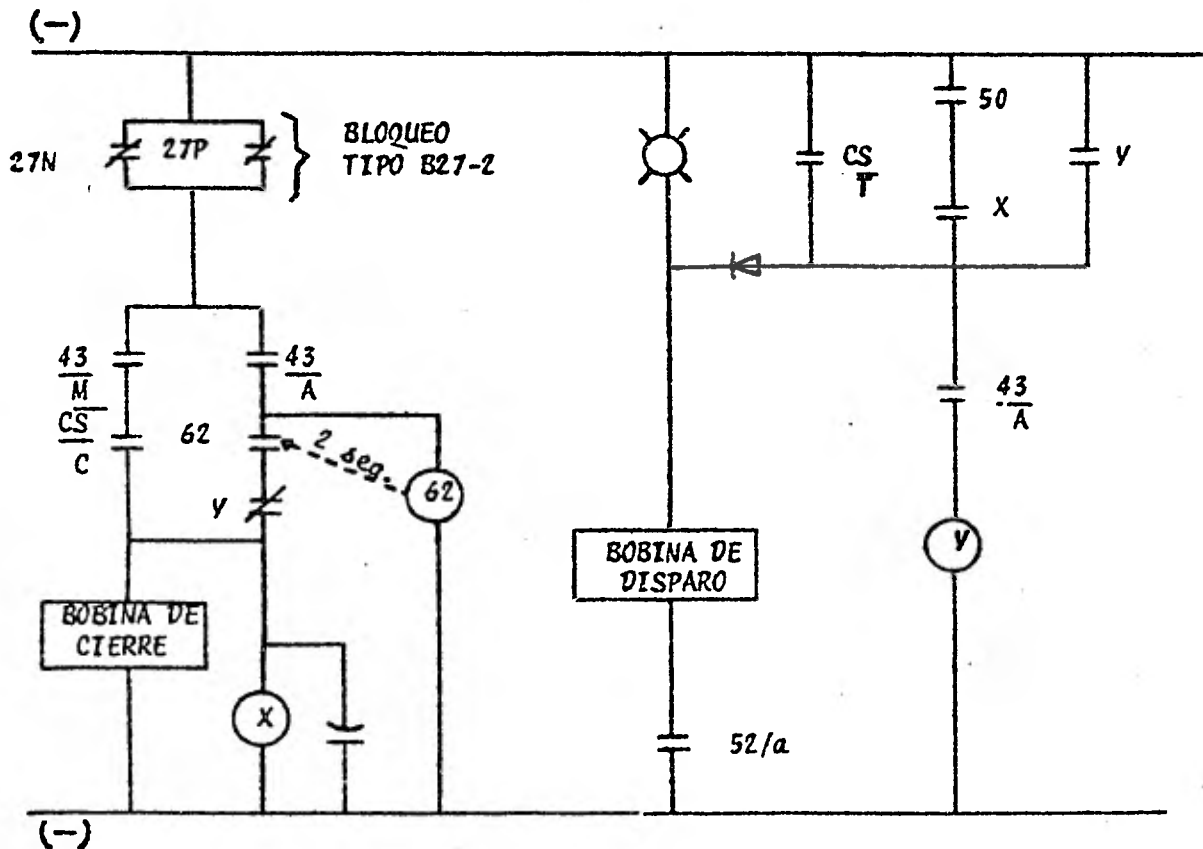 (-)
27N
27P
BLOQUEO
TIPO B27-2
43
M
43
A
CS
C
62
2 seg.
62
Y
BOBINA DE
CIERRE
X
(-)
CS
T
50
X
Y
43
A
BOBINA DE
DISPARO
Y
52/a